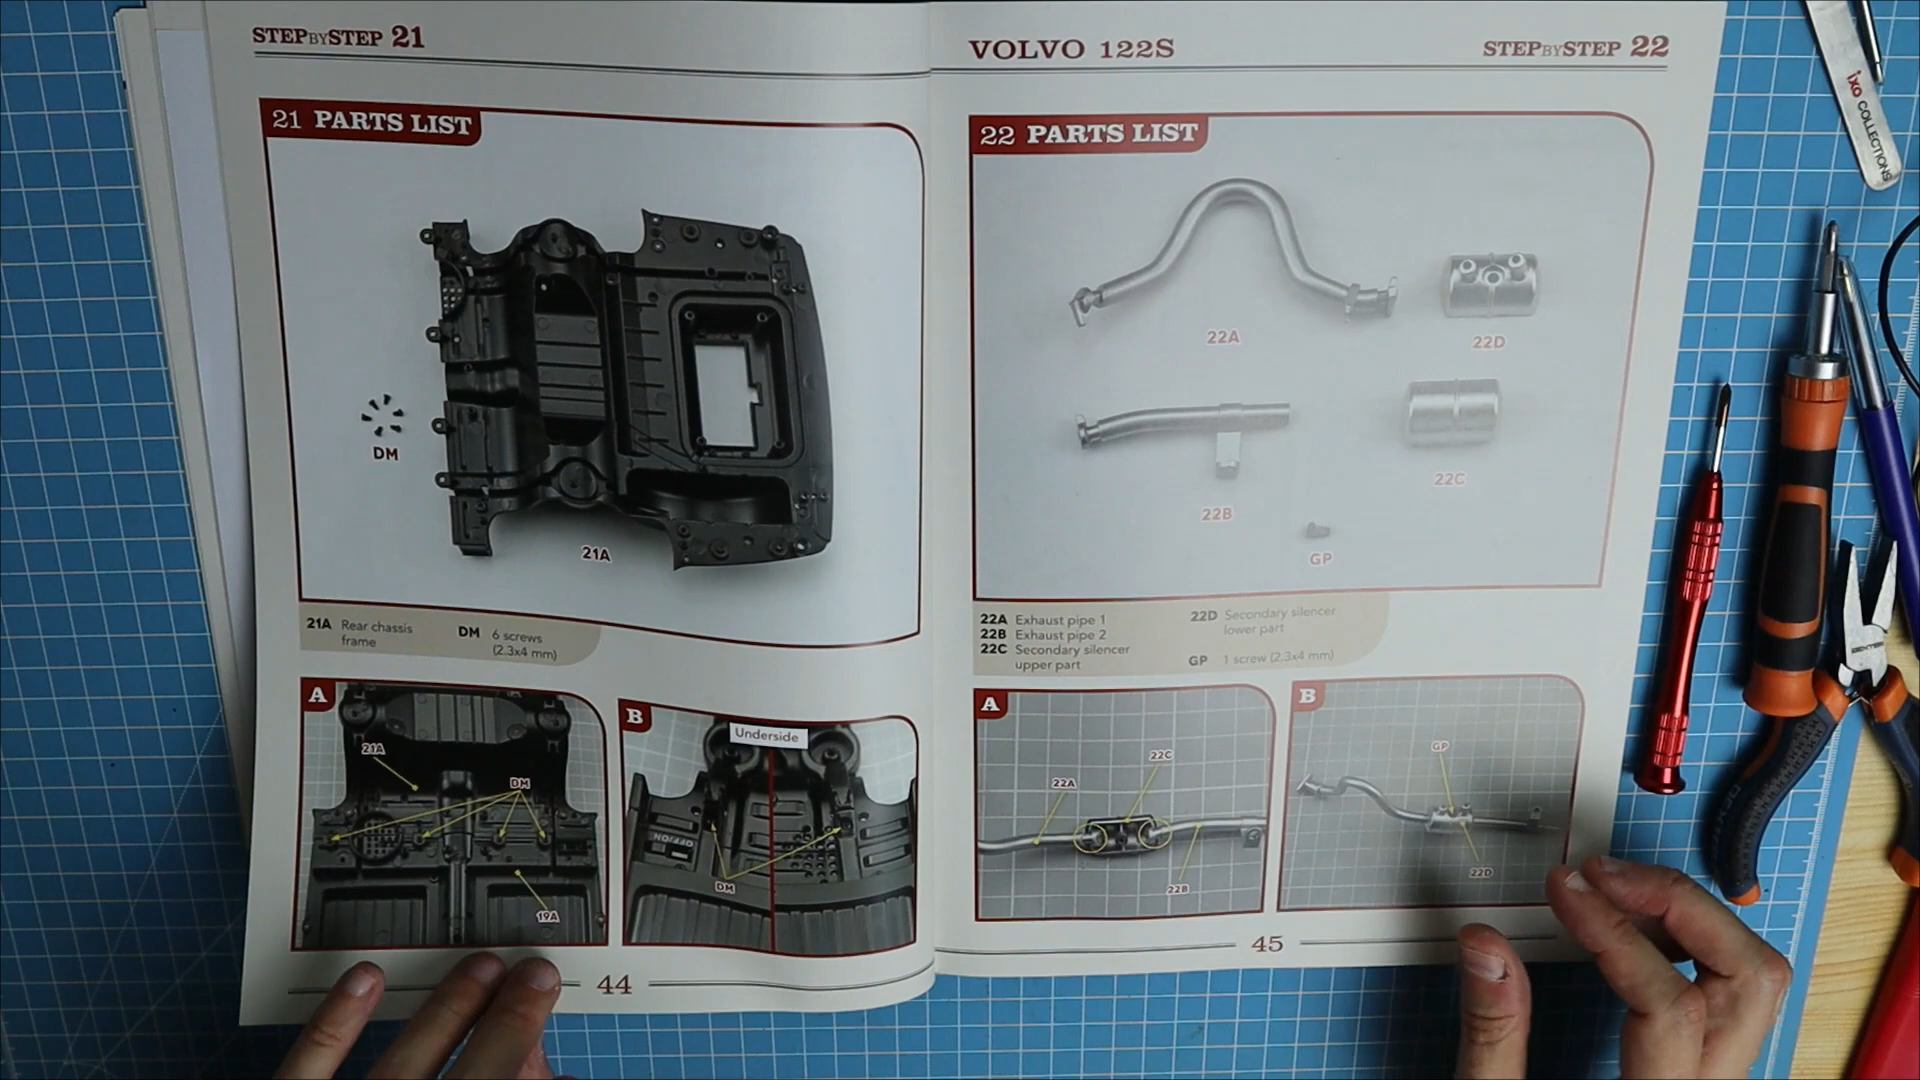 STEPBYSTEP 21
21 PARTS LIST
DM
21A
21A Rear chassis
frame
DM 6 screws
(2.3x4 mm)
A
21A
DM
19A
B
Underside
OFF/ON
DM
44
VOLVO 122S
STEPBYSTEP 22
22 PARTS LIST
22A
22D
22B
22C
GP
22A Exhaust pipe 1
22B Exhaust pipe 2
22C Secondary silencer
upper part
22D Secondary silencer
lower part
GP 1 screw (2.3x4 mm)
A
22A
22C
22B
B
GP
22D
45
ixo COLLECTIONS